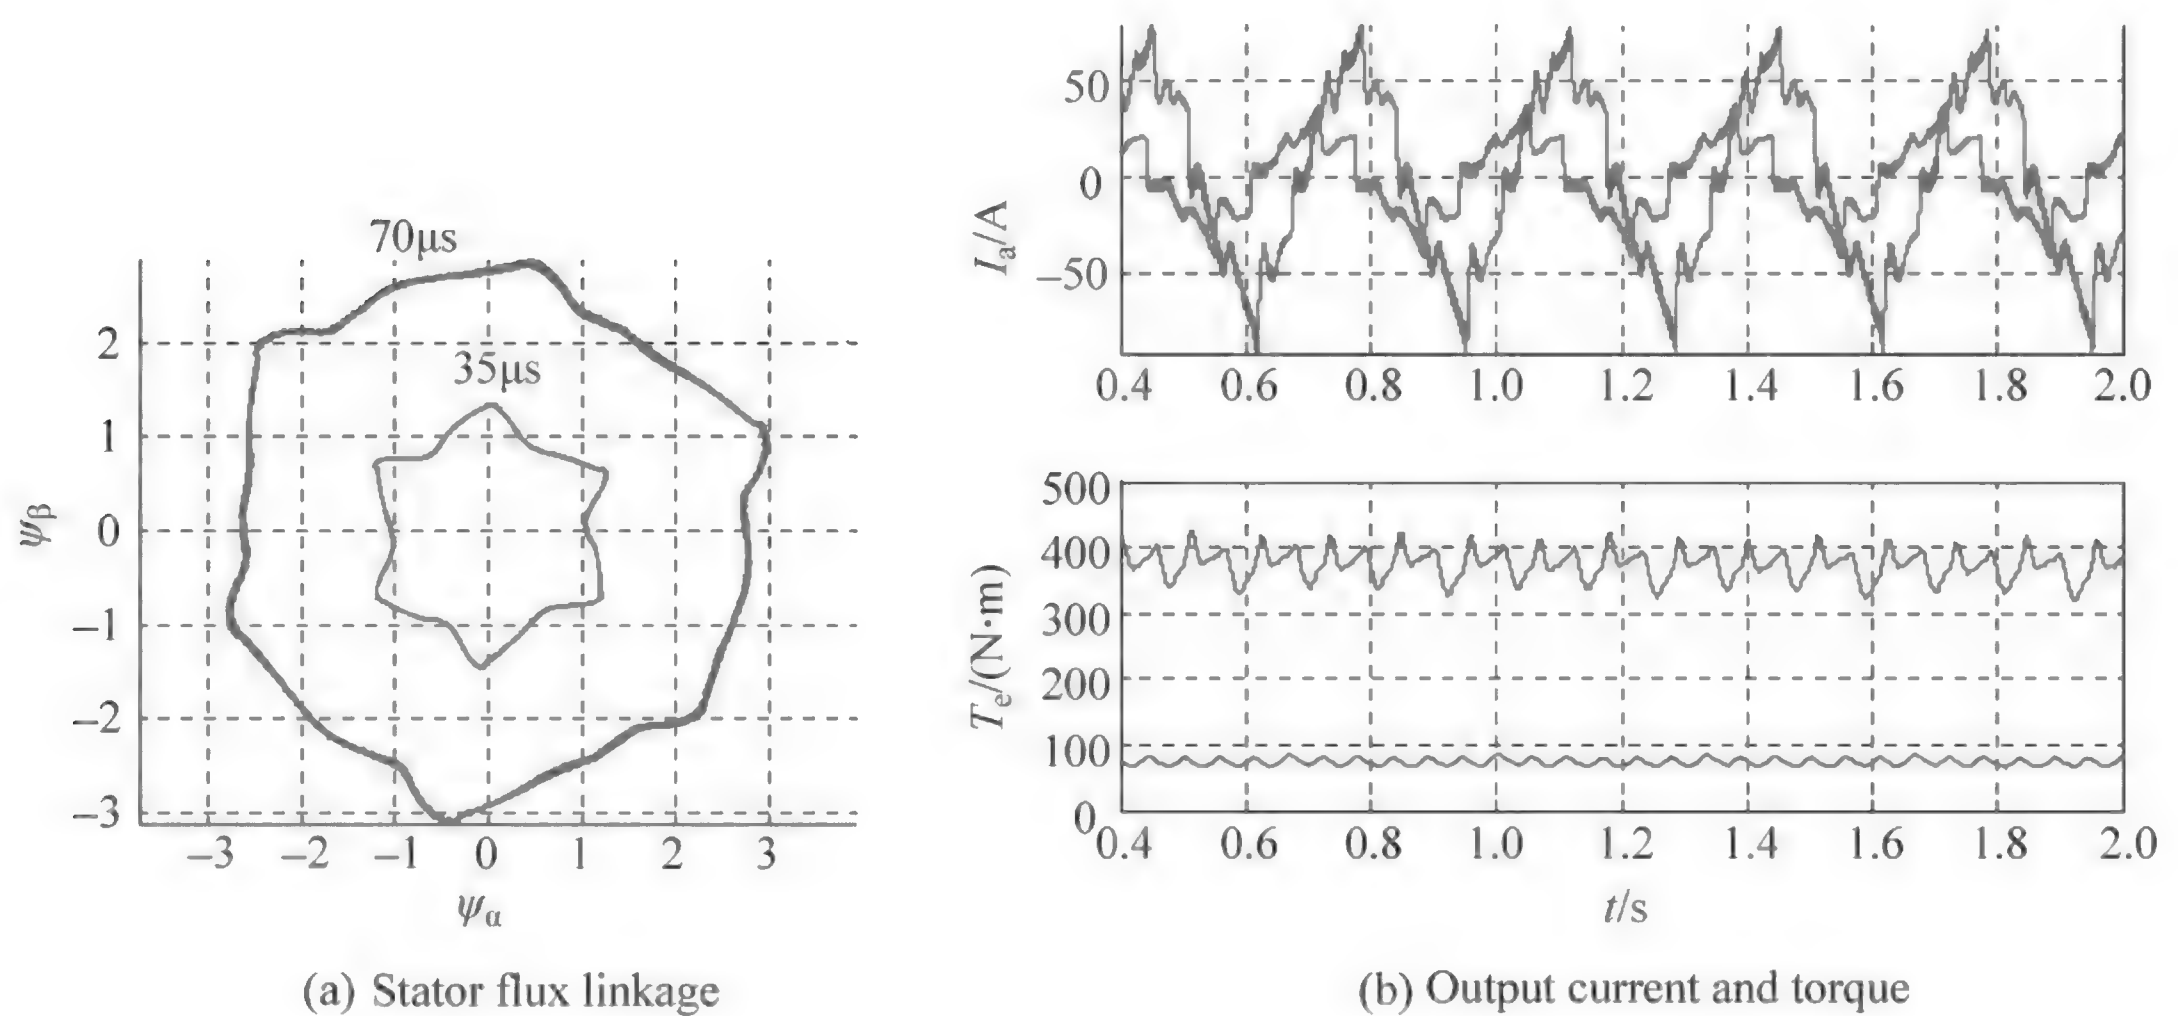 70μs
35μs
2
1
0
−1
−2
−3
ψβ
−3 −2 −1 0 1 2 3
ψα
(a) Stator flux linkage
50
0
−50
Ia/A
0.4 0.6 0.8 1.0 1.2 1.4 1.6 1.8 2.0
500
400
300
200
100
0
Te/(N·m)
0.4 0.6 0.8 1.0 1.2 1.4 1.6 1.8 2.0
t/s
(b) Output current and torque